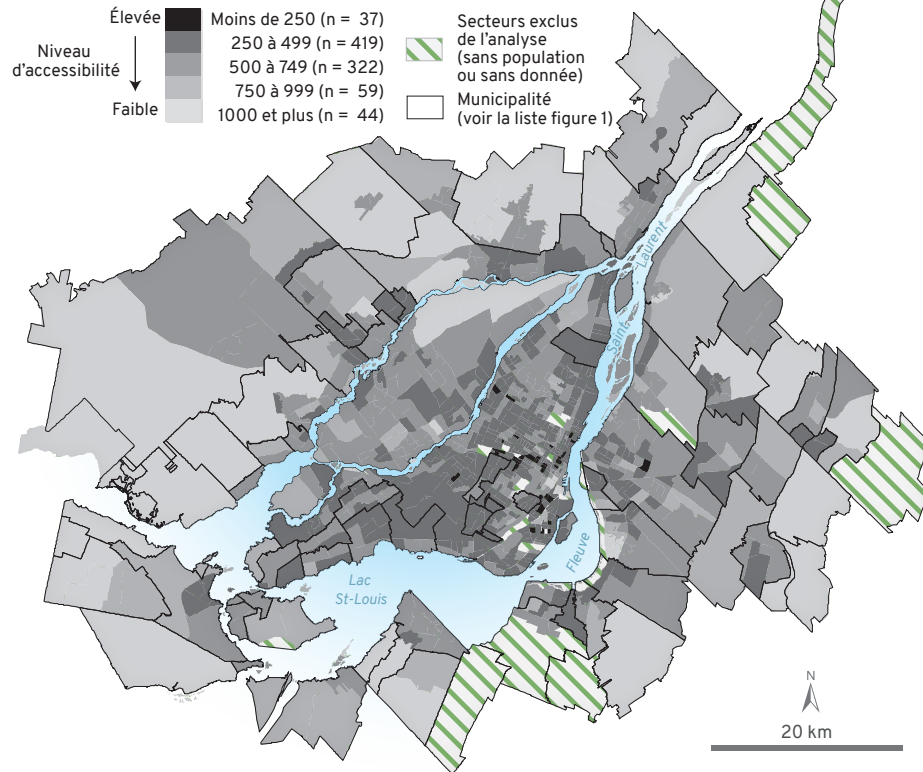 Élevée
Niveau
d'accessibilité
Faible
Moins de 250 (n = 37)
250 à 499 (n = 419)
500 à 749 (n = 322)
750 à 999 (n = 59)
1000 et plus (n = 44)
Secteurs exclus
de l'analyse
(sans population
ou sans donnée)
Municipalité
(voir la liste figure 1)
Laurent
Saint
Fleuve
Lac
St-Louis
N
20 km